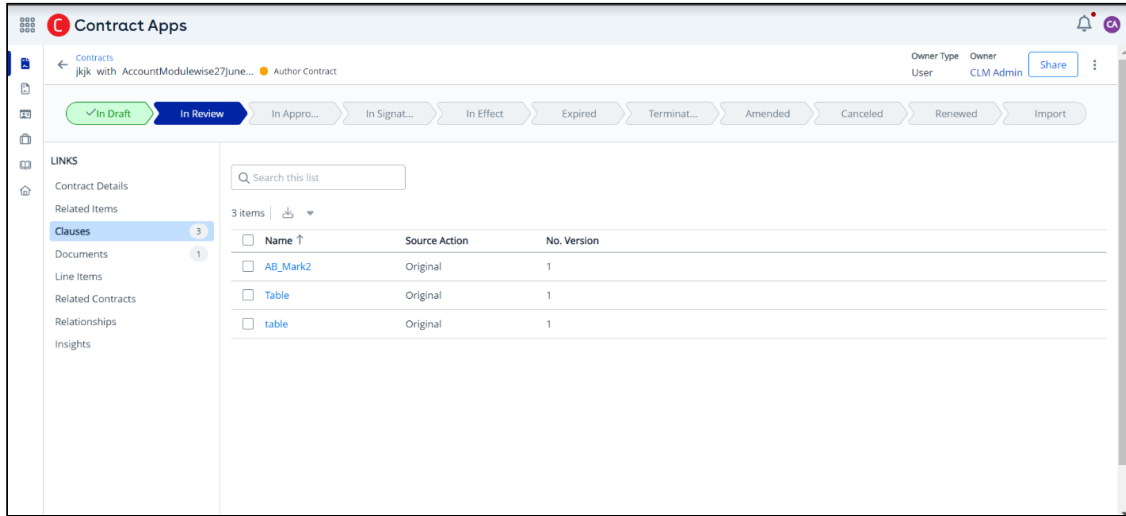 Contract Apps
CA
Contracts
jkjk with AccountModulewise27June... Author Contract
Owner Type Owner
User CLM Admin
Share
In Draft In Review In Appro... In Signat... In Effect Expired Terminat... Amended Canceled Renewed Import
LINKS
Contract Details
Related Items
Clauses 3
Documents 1
Line Items
Related Contracts
Relationships
Insights
Search this list
3 items
Name Source Action No. Version
AB_Mark2 Original 1
Table Original 1
table Original 1